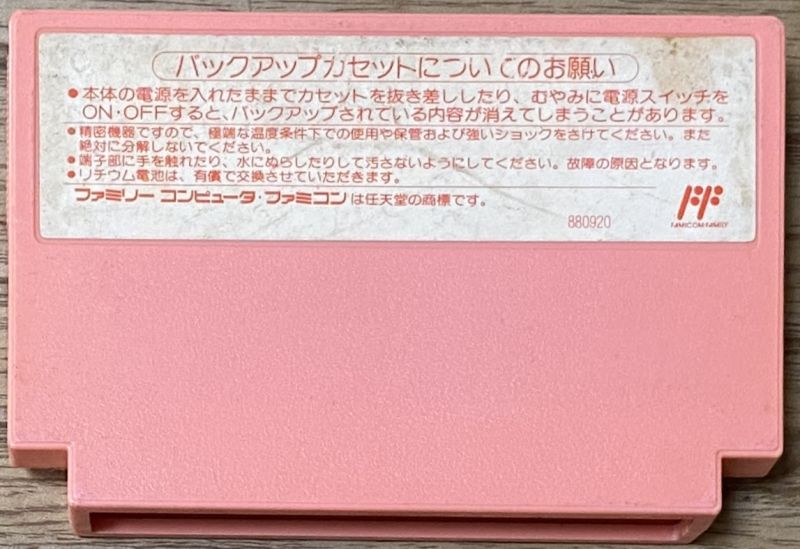 バックアップカセットについてのお願い
●本体の電源を入れたままでカセットを抜き差ししたり、むやみに電源スイッチを
ON・OFFすると、バックアップされている内容が消えてしまうことがあります。
●精密機器ですので、極端な温度条件下での使用や保管および強いショックをさけてください。また
絶対に分解しないでください。
●端子部に手を触れたり、水にぬらしたりして汚さないようにしてください。故障の原因となります。
●リチウム電池は、有償で交換させていただきます。
ファミリー コンピュータ・ファミコンは任天堂の商標です。
880920
FF
FAMICOM FAMILY